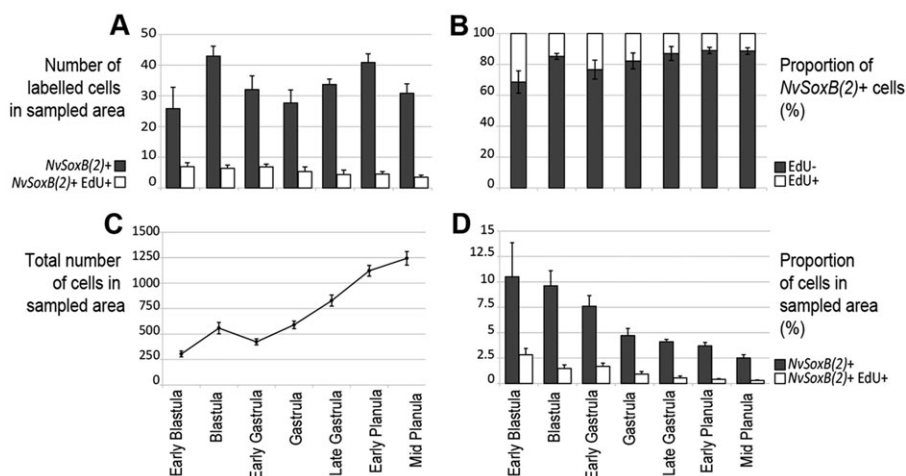 A
Number of
labelled cells
in sampled area
50
40
30
20
10
0
NvSoxB(2)+
NvSoxB(2)+ EdU+
B
100
80
60
40
20
0
Proportion of
NvSoxB(2)+ cells
(%)
EdU-
EdU+
C
Total number
of cells in
sampled area
1500
1250
1000
750
500
250
0
Early Blastula
Blastula
Early Gastrula
Gastrula
Late Gastrula
Early Planula
Mid Planula
D
15
12.5
10
7.5
5
2.5
0
Proportion
of cells in
sampled area
(%)
NvSoxB(2)+
NvSoxB(2)+ EdU+
Early Blastula
Blastula
Early Gastrula
Gastrula
Late Gastrula
Early Planula
Mid Planula